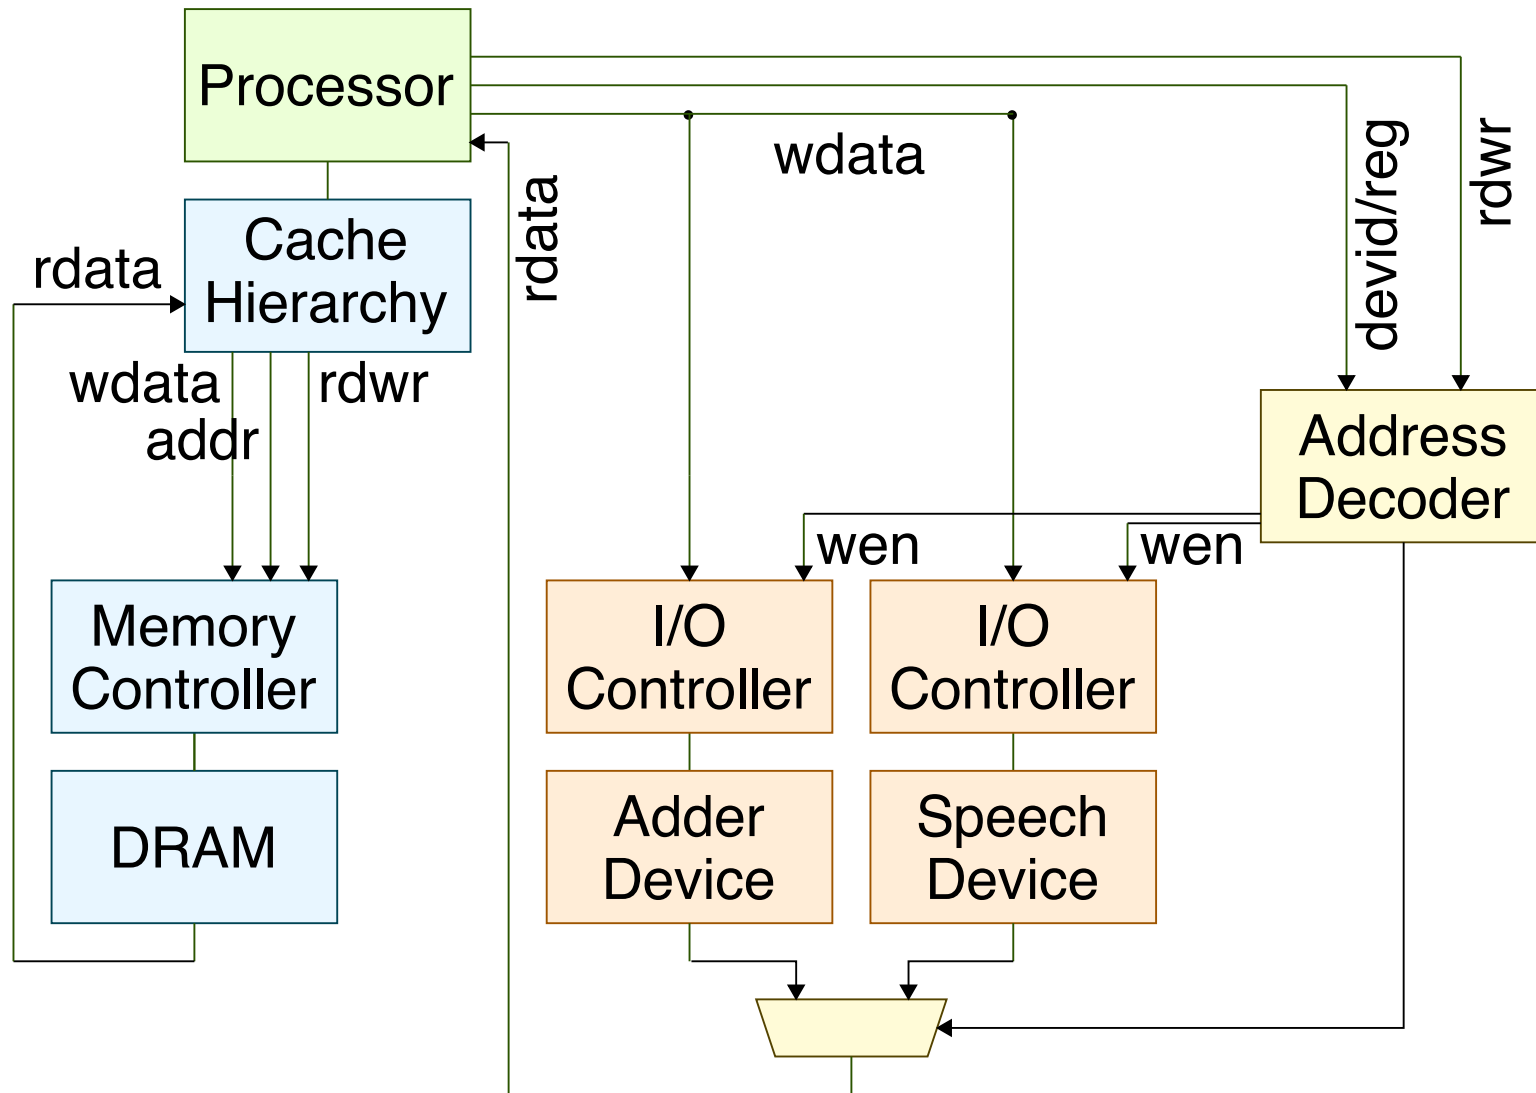 Processor
wdata
devid/reg
rdwr
rdata
Cache
Hierarchy
rdata
wdata
rdwr
addr
Address
Decoder
wen
wen
Memory
Controller
I/O
Controller
I/O
Controller
DRAM
Adder
Device
Speech
Device